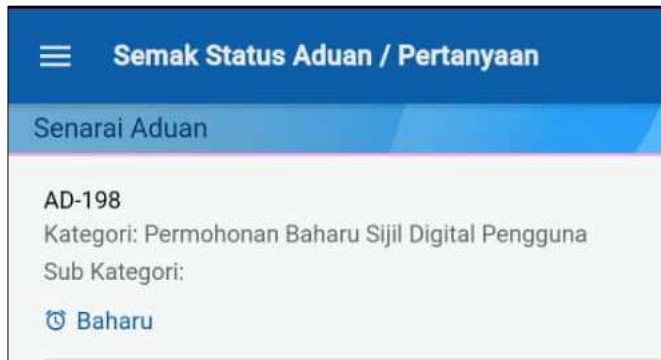 Semak Status Aduan / Pertanyaan
Senarai Aduan
AD-198
Kategori: Permohonan Baharu Sijil Digital Pengguna
Sub Kategori:
Baharu